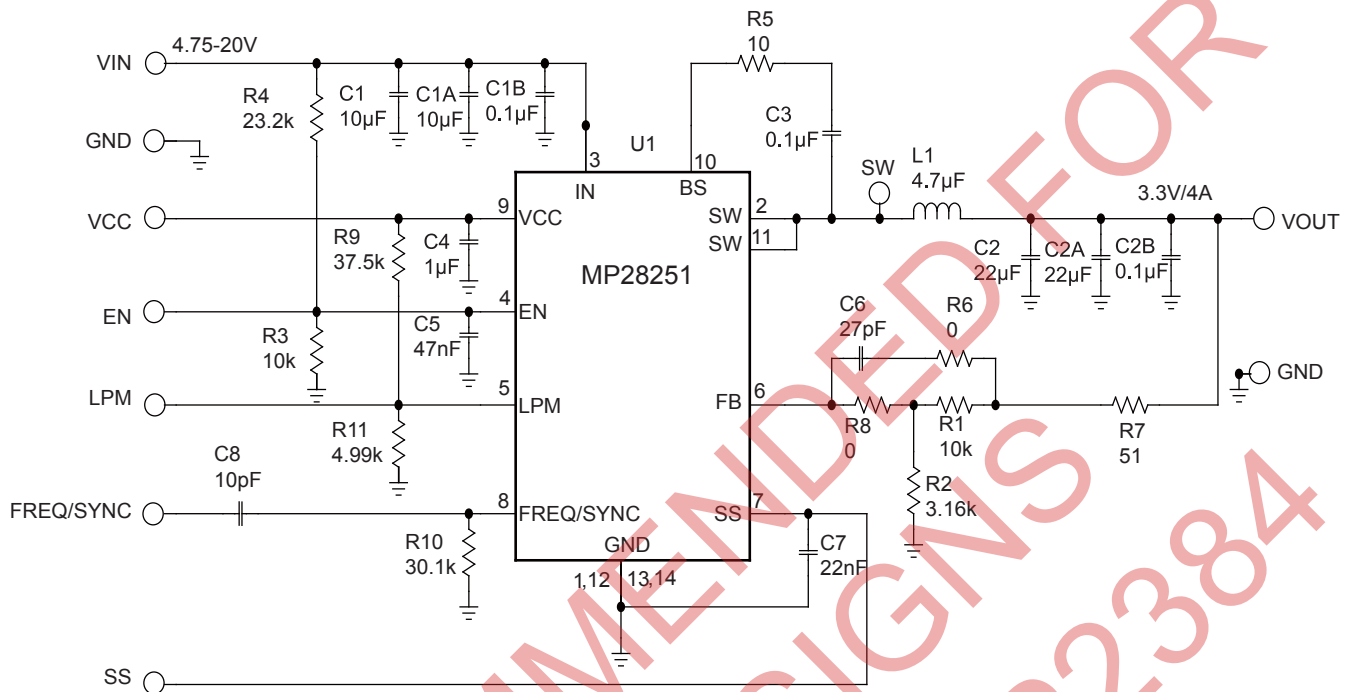 R5
10
4.75-20V
VIN
R4
23.2k
C1
10µF
C1A
10µF
C1B
0.1µF
C3
0.1µF
GND
U1
3
10
IN
BS
SW
L1
4.7µF
3.3V/4A
VCC
9
VCC
SW
2
SW
11
VOUT
R9
37.5k
C4
1µF
MP28251
C2
22µF
C2A
22µF
C2B
0.1µF
EN
4
EN
R3
10k
C5
47nF
C6
27pF
R6
0
GND
LPM
5
LPM
FB
6
R8
0
R1
10k
R7
51
R11
4.99k
C8
10pF
R2
3.16k
FREQ/SYNC
8
FREQ/SYNC
SS
7
R10
30.1k
GND
1,12
13,14
C7
22nF
SS
MMENDED FOR
SIGNS
2384